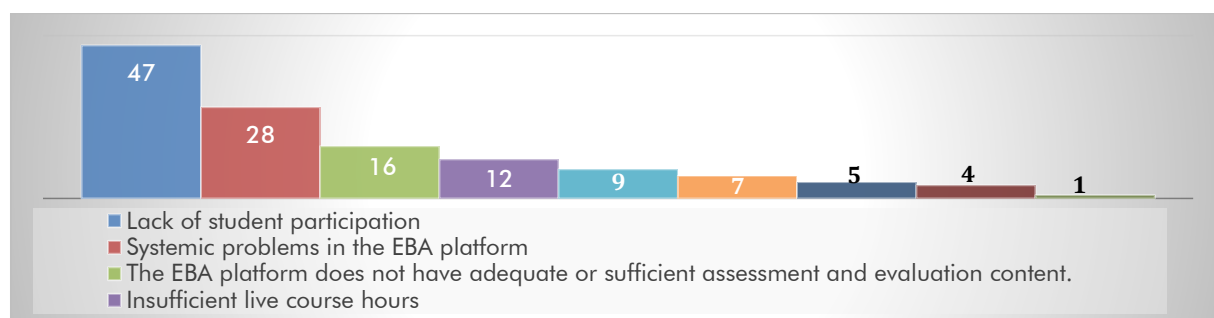 47
28
16
12
9
7
5
4
1
Lack of student participation
Systemic problems in the EBA platform
The EBA platform does not have adequate or sufficient assessment and evaluation content.
Insufficient live course hours